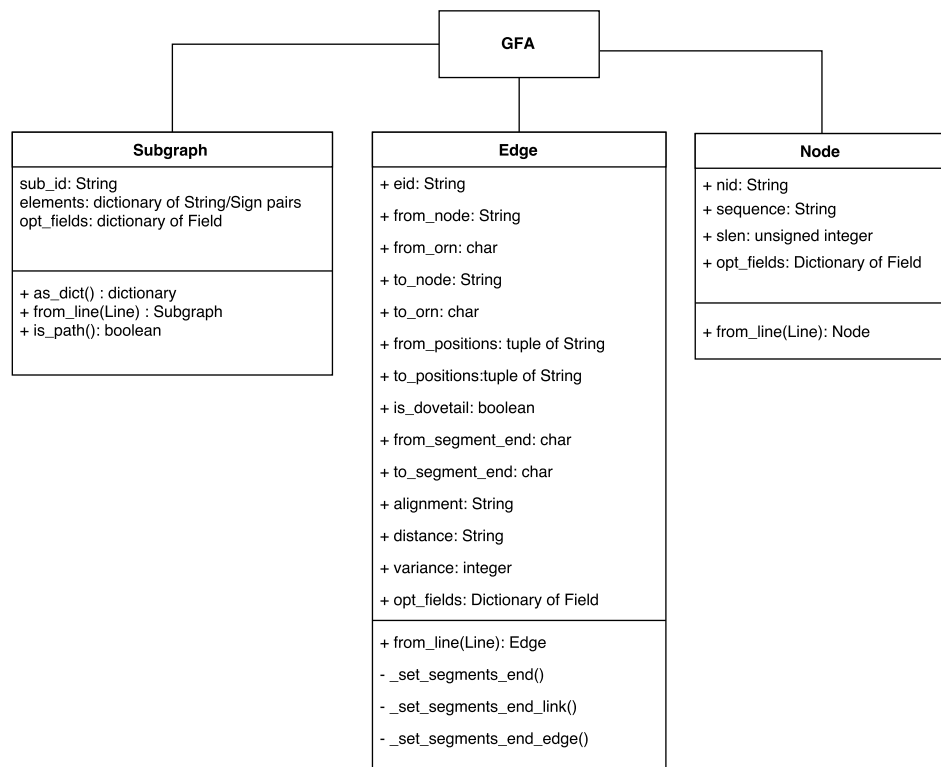 GFA
Subgraph
sub_id: String
elements: dictionary of String/Sign pairs
opt_fields: dictionary of Field
+ as_dict() : dictionary
+ from_line(Line) : Subgraph
+ is_path(): boolean
Edge
+ eid: String
+ from_node: String
+ from_orn: char
+ to_node: String
+ to_orn: char
+ from_positions: tuple of String
+ to_positions:tuple of String
+ is_dovetail: boolean
+ from_segment_end: char
+ to_segment_end: char
+ alignment: String
+ distance: String
+ variance: integer
+ opt_fields: Dictionary of Field
+ from_line(Line): Edge
- _set_segments_end()
- _set_segments_end_link()
- _set_segments_end_edge()
Node
+ nid: String
+ sequence: String
+ slen: unsigned integer
+ opt_fields: Dictionary of Field
+ from_line(Line): Node